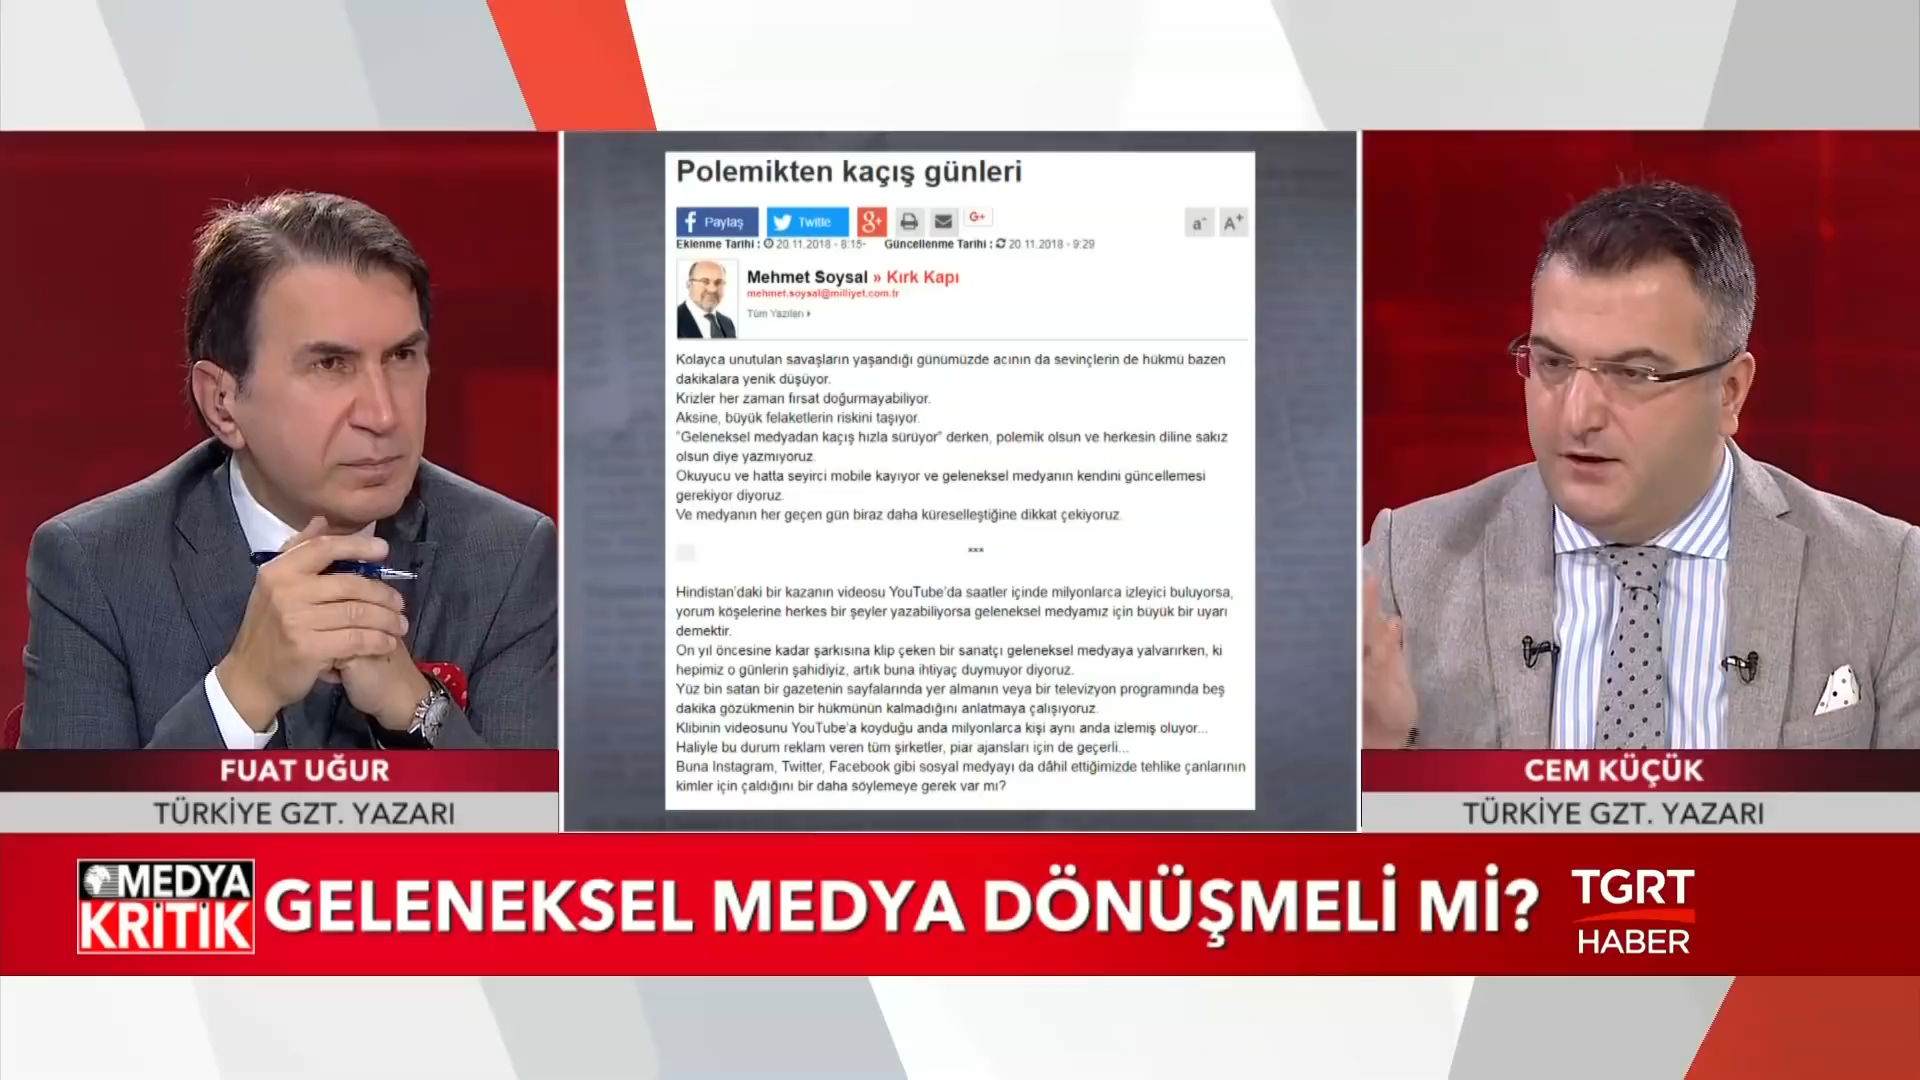 Polemikten kaçış günleri
Paylaş
Twitle
g+
G+
a-
A+
Eklenme Tarihi : 20.11.2018 - 8:15- Güncellenme Tarihi : 20.11.2018 - 9:29
Mehmet Soysal » Kırk Kapı
mehmet.soysal@milliyet.com.tr
Tüm Yazıları
Kolayca unutulan savaşların yaşandığı günümüzde acının da sevinçlerin de hükmü bazen
dakikalara yenik düşüyor.
Krizler her zaman fırsat doğurmayabiliyor.
Aksine, büyük felaketlerin riskini taşıyor.
"Geleneksel medyadan kaçış hızla sürüyor" derken, polemik olsun ve herkesin diline sakız
olsun diye yazmıyoruz.
Okuyucu ve hatta seyirci mobile kayıyor ve geleneksel medyanın kendini güncellemesi
gerekiyor diyoruz.
Ve medyanın her geçen gün biraz daha küreselleştiğine dikkat çekiyoruz.
***
Hindistan'daki bir kazanın videosu YouTube'da saatler içinde milyonlarca izleyici buluyorsa,
yorum köşelerine herkes bir şeyler yazabiliyorsa geleneksel medyamız için büyük bir uyarı
demektir.
On yıl öncesine kadar şarkısına klip çeken bir sanatçı geleneksel medyaya yalvarırken, ki
hepimiz o günlerin şahidiyiz, artık buna ihtiyaç duymuyor diyoruz.
Yüz bin satan bir gazetenin sayfalarında yer almanın veya bir televizyon programında beş
dakika gözükmenin bir hükmünün kalmadığını anlatmaya çalışıyoruz.
Klibinin videosunu YouTube'a koyduğu anda milyonlarca kişi aynı anda izlemiş oluyor...
Haliyle bu durum reklam veren tüm şirketler, piar ajansları için de geçerli...
Buna Instagram, Twitter, Facebook gibi sosyal medyayı da dâhil ettiğimizde tehlike çanlarının
kimler için çaldığını bir daha söylemeye gerek var mı?
FUAT UĞUR
TÜRKİYE GZT. YAZARI
CEM KÜÇÜK
TÜRKİYE GZT. YAZARI
MEDYA
KRİTİK
GELENEKSEL MEDYA DÖNÜŞMELİ Mİ?
TGRT
HABER